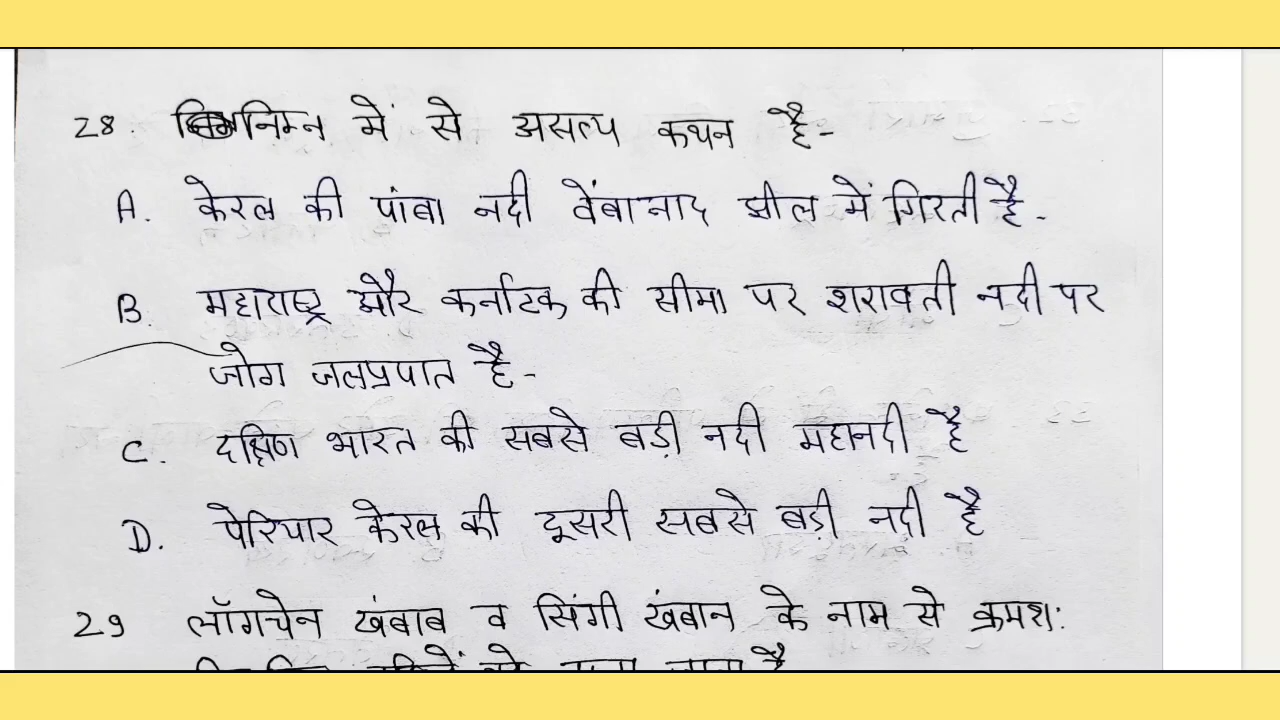 28. निम्न में से असत्य कथन है-
A. केरल की पांबा नदी वेंबानाद झील में गिरती है-
B. महाराष्ट्र और कर्नाटक की सीमा पर शरावती नदी पर
जोग जलप्रपात है-
C. दक्षिण भारत की सबसे बड़ी नदी महानदी है
D. पेरियार केरल की दूसरी सबसे बड़ी नदी है
29 लॉगचेन खंबाब व सिंगी खंबान के नाम से क्रमश: